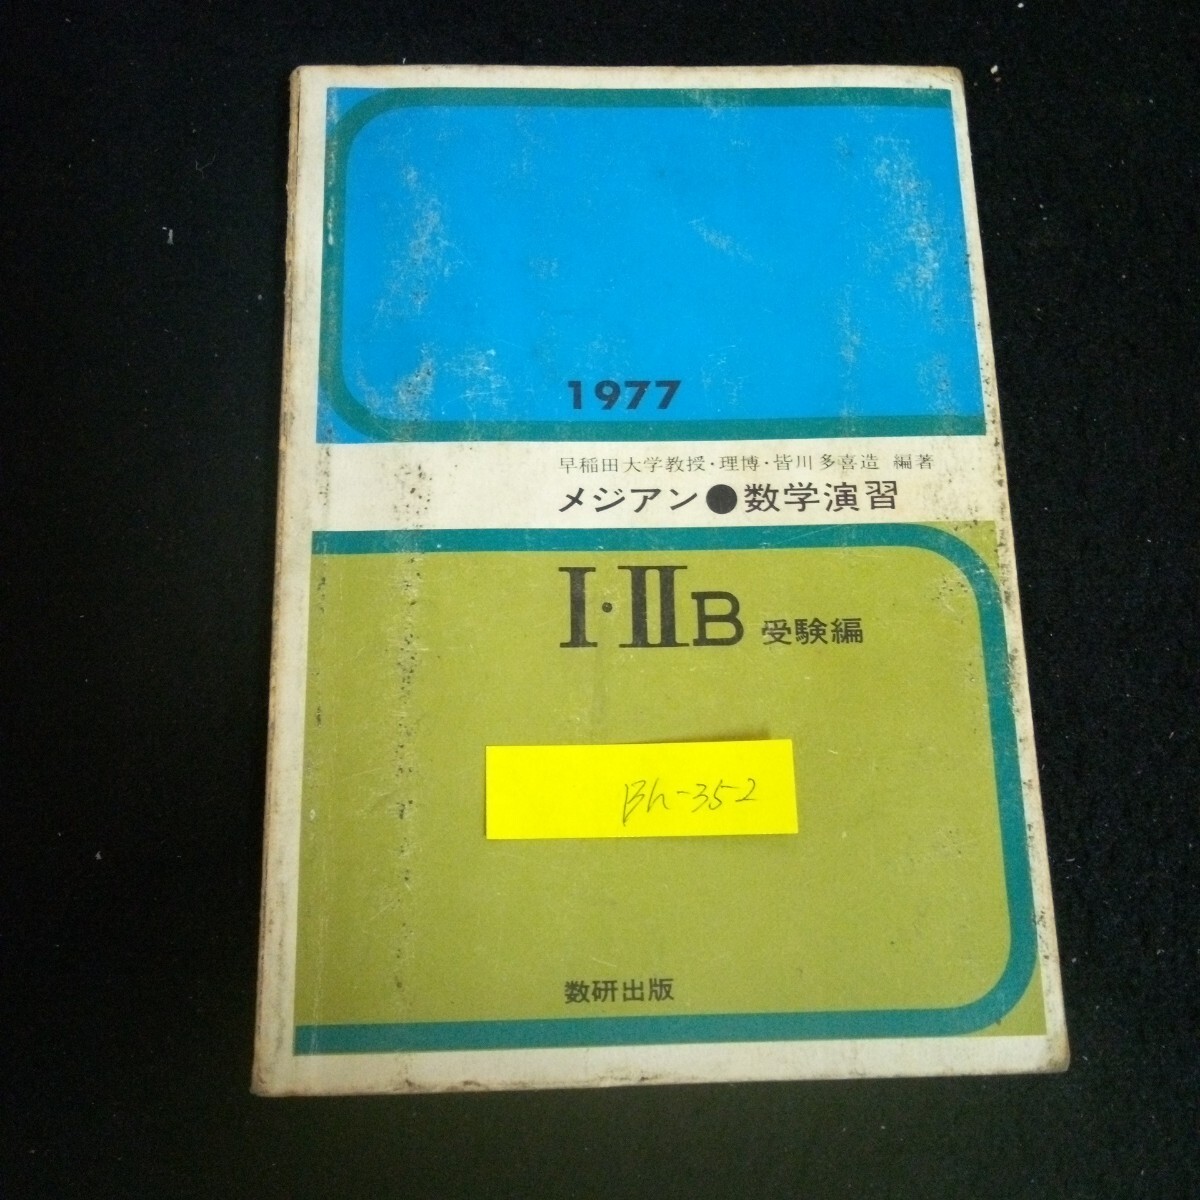 1977
早稲田大学教授・理博・皆川多喜造 編著
メジアン●数学演習
I・IIB 受験編
Bh-352
数研出版